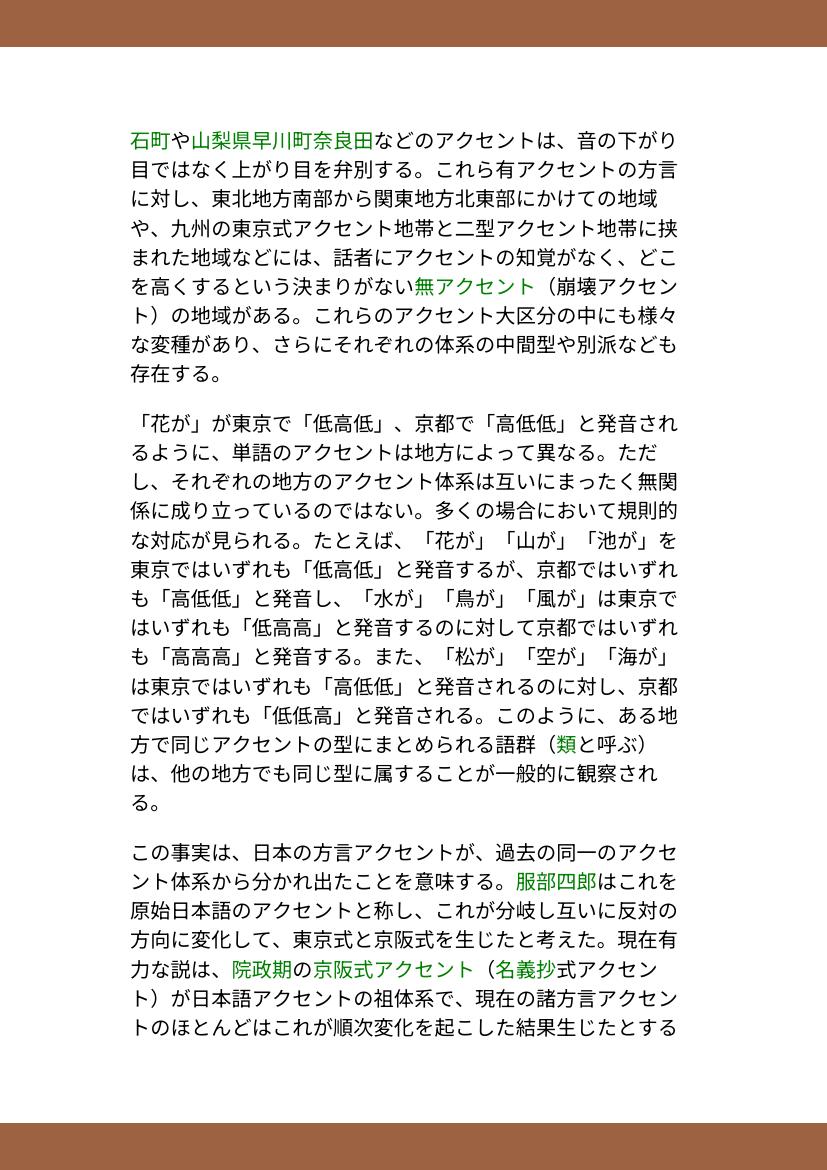 石町や山梨県早川町奈良田などのアクセントは、音の下がり
目ではなく上がり目を弁別する。これら有アクセントの方言
に対し、東北地方南部から関東地方北東部にかけての地域
や、九州の東京式アクセント地帯と二型アクセント地帯に挟
まれた地域などには、話者にアクセントの知覚がなく、どこ
を高くするという決まりがない無アクセント（崩壊アクセン
ト）の地域がある。これらのアクセント大区分の中にも様々
な変種があり、さらにそれぞれの体系の中間型や別派なども
存在する。
「花が」が東京で「低高低」、京都で「高低低」と発音され
るように、単語のアクセントは地方によって異なる。ただ
し、それぞれの地方のアクセント体系は互いにまったく無関
係に成り立っているのではない。多くの場合において規則的
な対応が見られる。たとえば、「花が」「山が」「池が」を
東京ではいずれも「低高低」と発音するが、京都ではいずれ
も「高低低」と発音し、「水が」「鳥が」「風が」は東京で
はいずれも「低高高」と発音するのに対して京都ではいずれ
も「高高高」と発音する。また、「松が」「空が」「海が」
は東京ではいずれも「高低低」と発音されるのに対し、京都
ではいずれも「低低高」と発音される。このように、ある地
方で同じアクセントの型にまとめられる語群（類と呼ぶ）
は、他の地方でも同じ型に属することが一般的に観察され
る。
この事実は、日本の方言アクセントが、過去の同一のアクセ
ント体系から分かれ出たことを意味する。服部四郎はこれを
原始日本語のアクセントと称し、これが分岐し互いに反対の
方向に変化して、東京式と京阪式を生じたと考えた。現在有
力な説は、院政期の京阪式アクセント（名義抄式アクセン
ト）が日本語アクセントの祖体系で、現在の諸方言アクセン
トのほとんどはこれが順次変化を起こした結果生じたとする